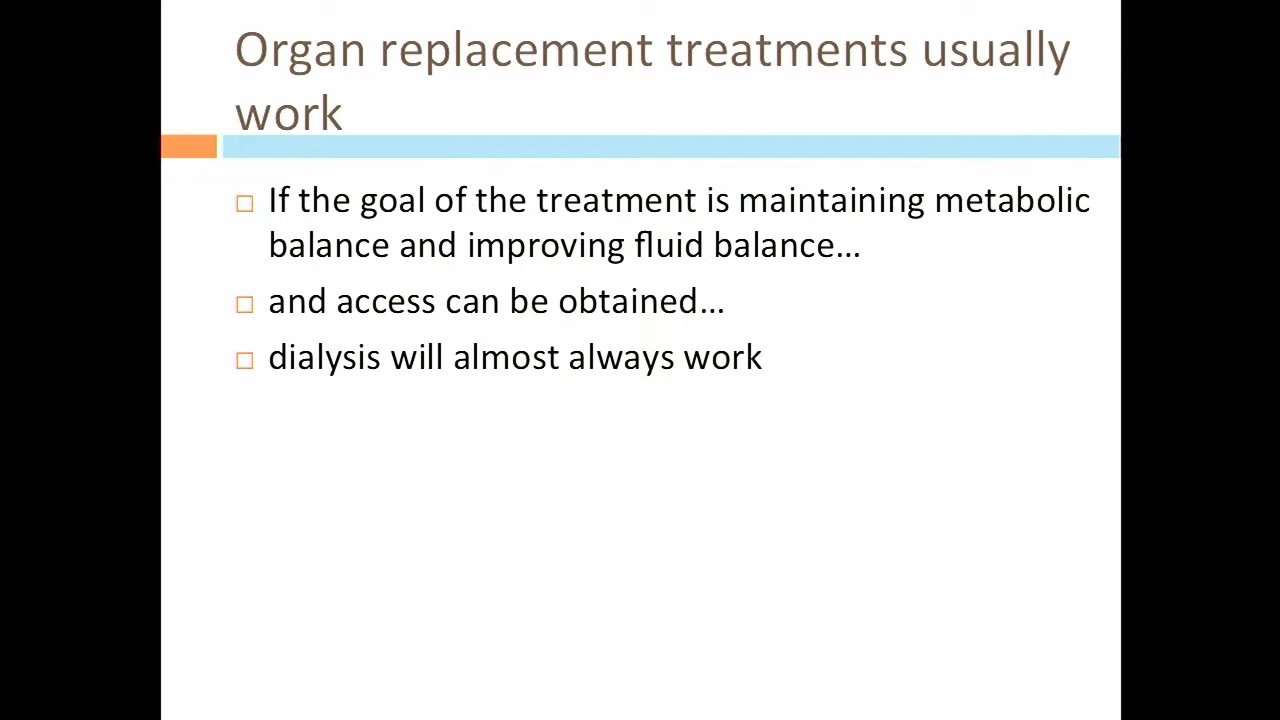 Organ replacement treatments usually
work
If the goal of the treatment is maintaining metabolic
balance and improving fluid balance…
and access can be obtained…
dialysis will almost always work